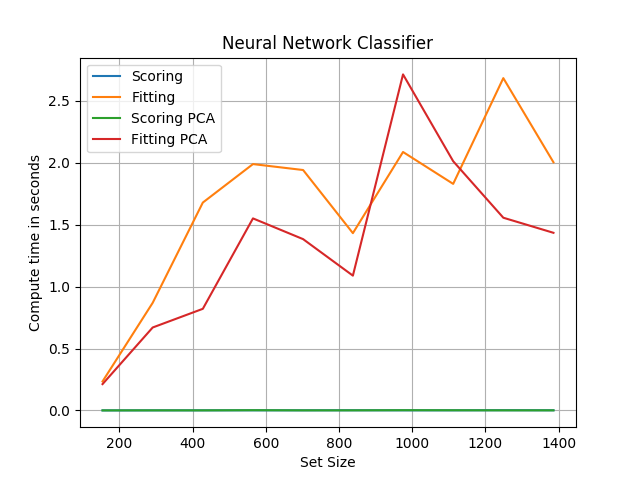 Neural Network Classifier
Scoring
Fitting
Scoring PCA
Fitting PCA
Compute time in seconds
2.5
2.0
1.5
1.0
0.5
0.0
200 400 600 800 1000 1200 1400
Set Size